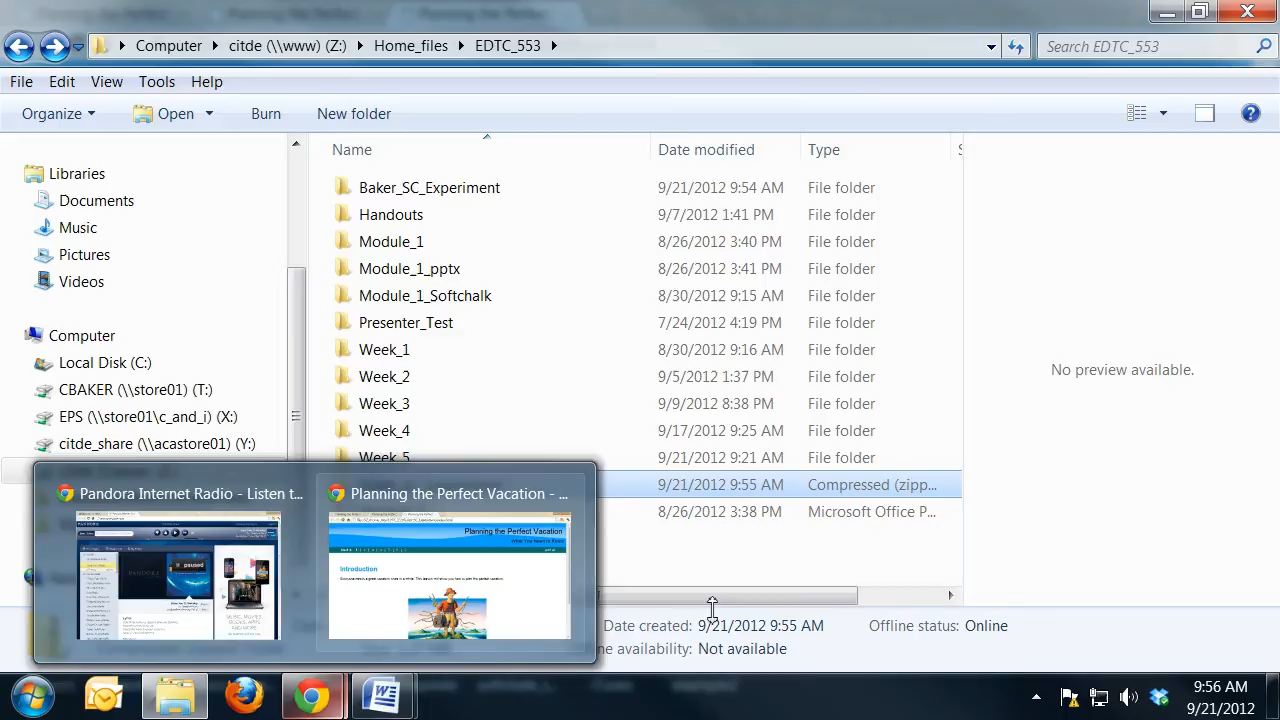 Computer citde (\\www) (Z:) Home_files EDTC_553
Search EDTC_553
File Edit View Tools Help
Organize Open Burn New folder
Name Date modified Type
Libraries
Documents
Music
Pictures
Videos
Computer
Local Disk (C:)
CBAKER (\\store01) (T:)
EPS (\\store01\c_and_i) (X:)
citde_share (\\acastore01) (Y:)
Baker_SC_Experiment 9/21/2012 9:54 AM File folder
Handouts 9/7/2012 1:41 PM File folder
Module_1 8/26/2012 3:40 PM File folder
Module_1_pptx 8/26/2012 3:41 PM File folder
Module_1_Softchalk 8/30/2012 9:15 AM File folder
Presenter_Test 7/24/2012 4:19 PM File folder
Week_1 8/30/2012 9:16 AM File folder
Week_2 9/5/2012 1:37 PM File folder
Week_3 9/9/2012 8:38 PM File folder
Week_4 9/17/2012 9:25 AM File folder
Week_5 9/21/2012 9:21 AM File folder
9/21/2012 9:55 AM Compressed (zipp...
8/26/2012 3:38 PM Microsoft Office P...
No preview available.
Pandora Internet Radio - Listen t...
Planning the Perfect Vacation - ...
Planning the Perfect Vacation
What You Need to Know
Introduction
Date created: 9/21/2012 9:55 AM Offline status: Online
ne availability: Not available
9:56 AM
9/21/2012